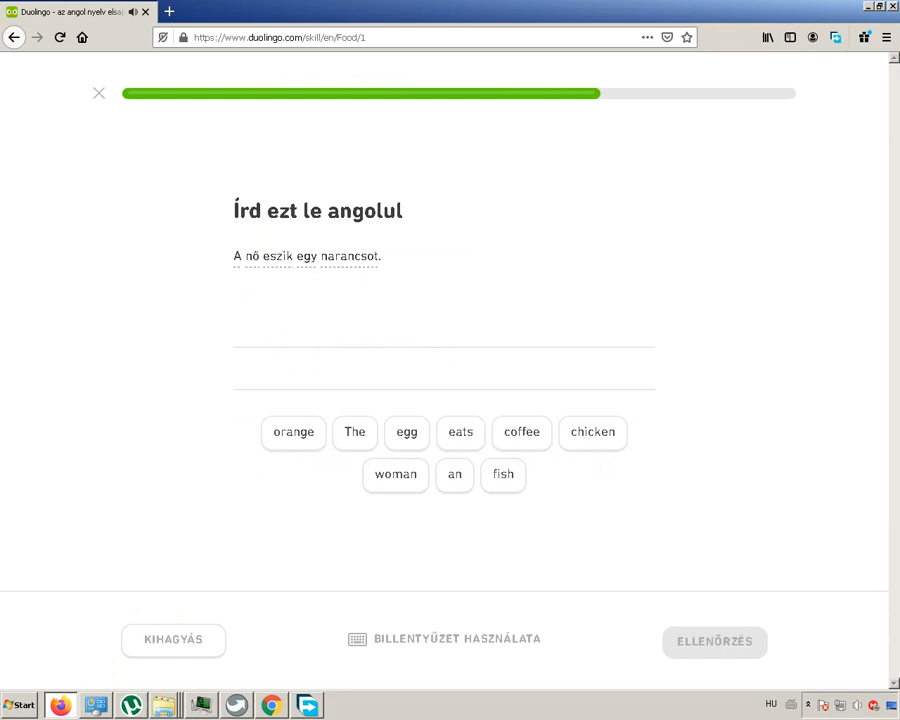 Duolingo - az angol nyelv elsa
https://www.duolingo.com/skill/en/Food/1
Írd ezt le angolul
A nő eszik egy narancsot.
orange The egg eats coffee chicken
woman an fish
KIHAGYÁS BILLENTYŰZET HASZNÁLATA ELLENŐRZÉS
Start HU